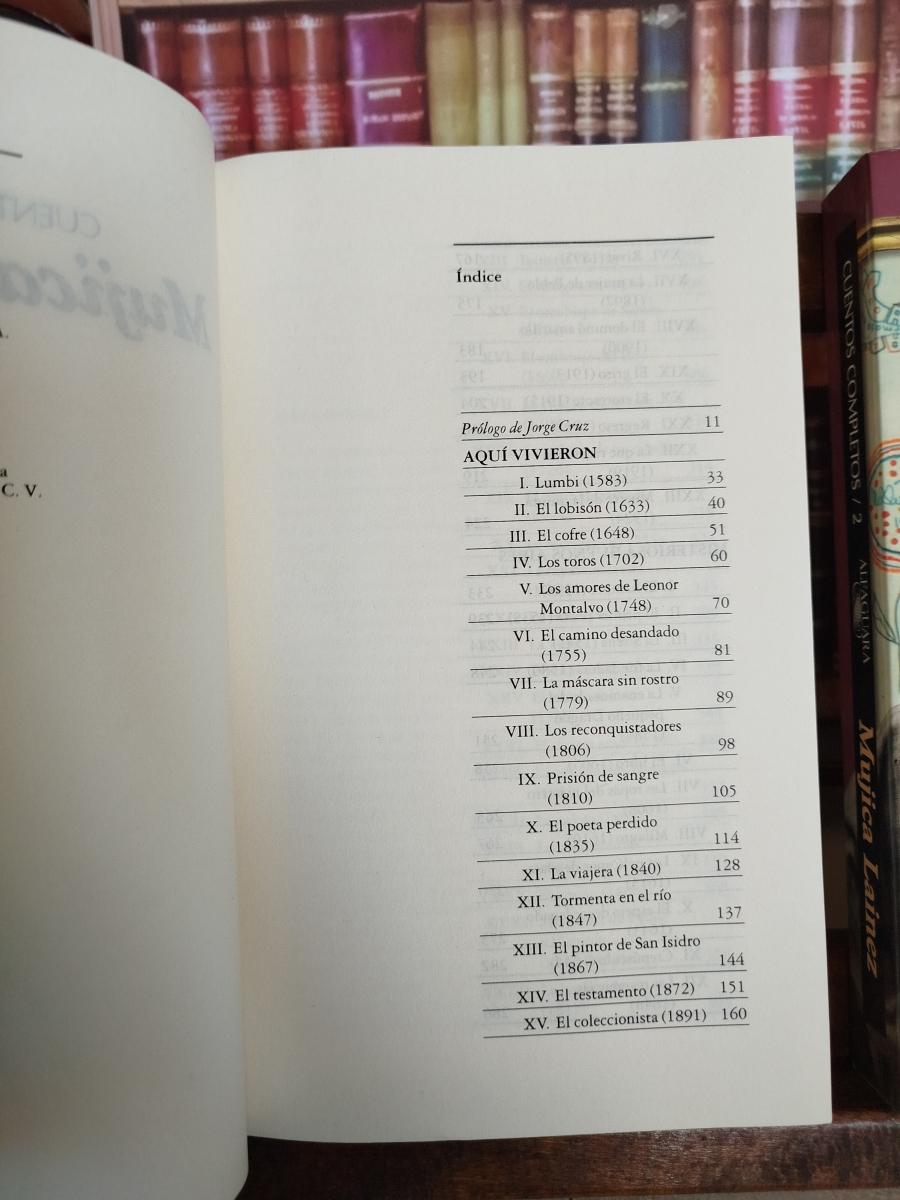 A.
a
C. V.
Índice
Prólogo de Jorge Cruz 11
AQUÍ VIVIERON
I. Lumbi (1583) 33
II. El lobisón (1633) 40
III. El cofre (1648) 51
IV. Los toros (1702) 60
V. Los amores de Leonor
Montalvo (1748) 70
VI. El camino desandado
(1755) 81
VII. La máscara sin rostro
(1779) 89
VIII. Los reconquistadores
(1806) 98
IX. Prisión de sangre
(1810) 105
X. El poeta perdido
(1835) 114
XI. La viajera (1840) 128
XII. Tormenta en el río
(1847) 137
XIII. El pintor de San Isidro
(1867) 144
XIV. El testamento (1872) 151
XV. El coleccionista (1891) 160
CUENTOS COMPLETOS / 2 ALFAGUARA Mujica Lainez